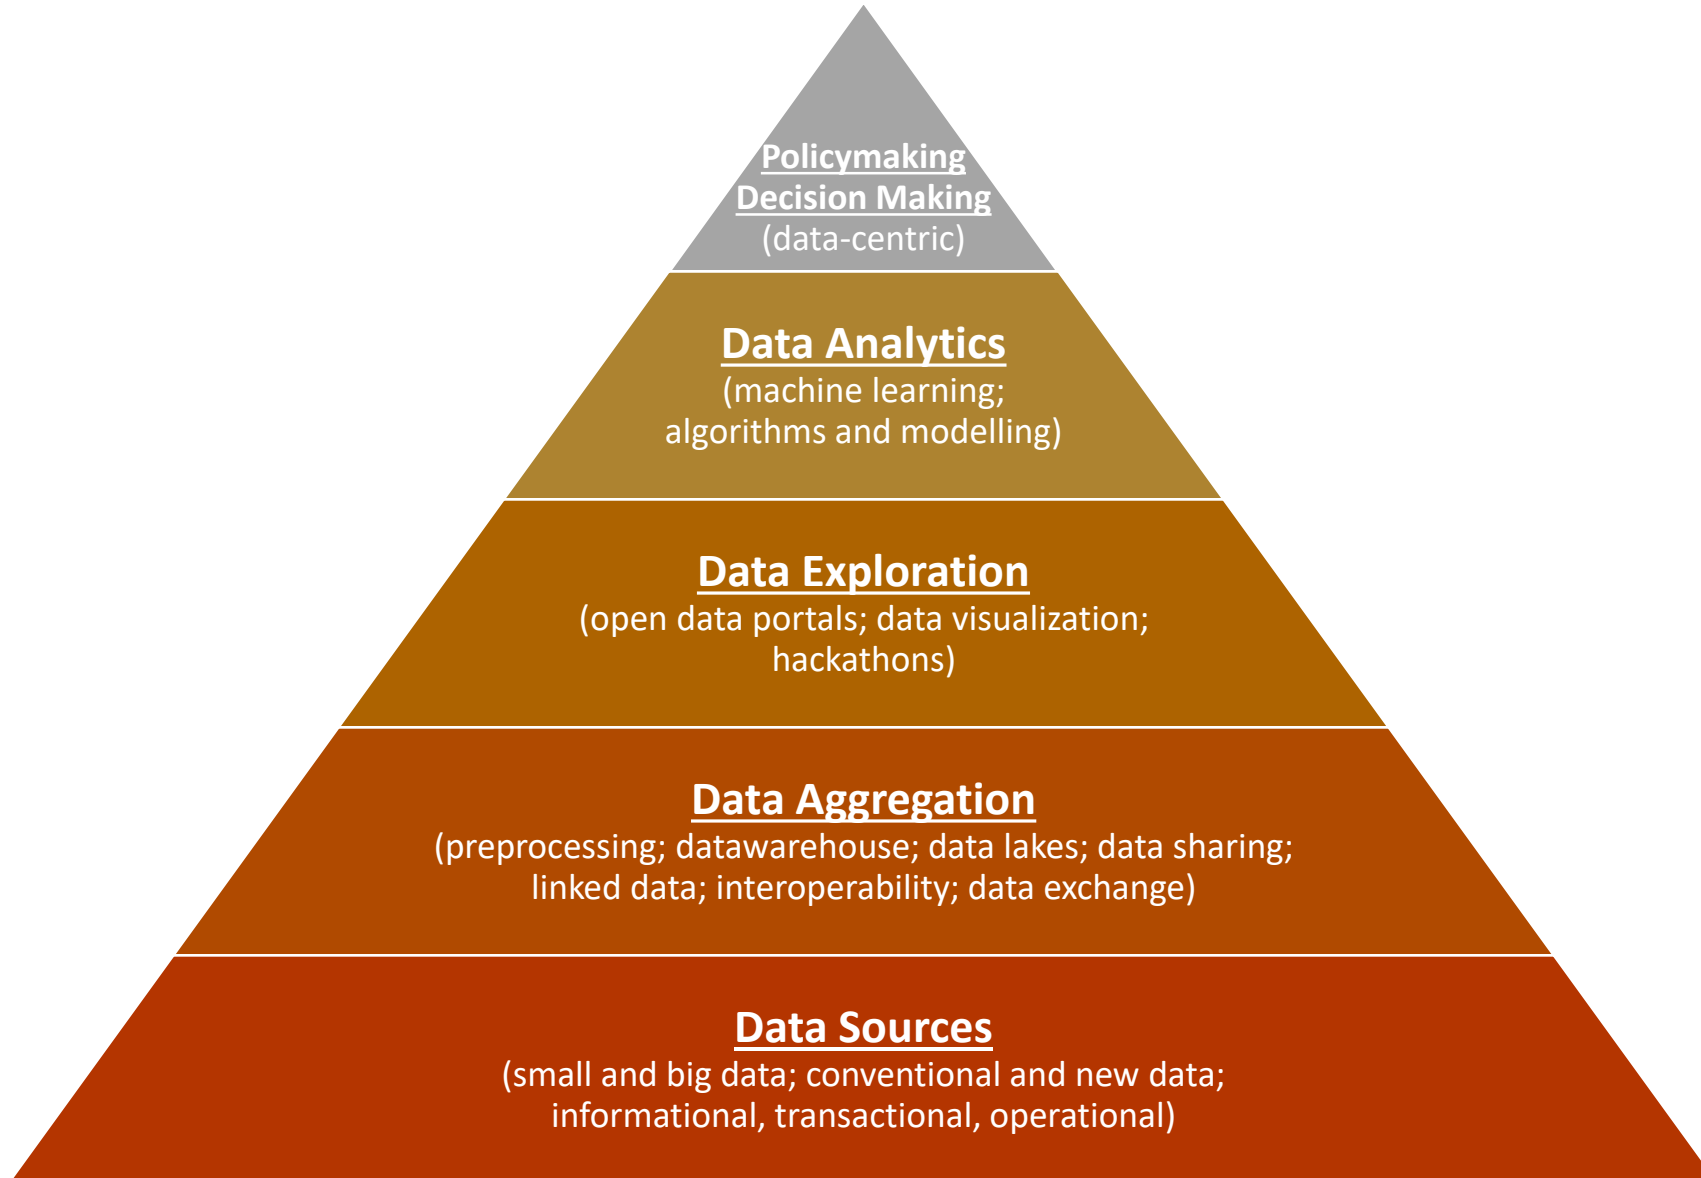 Policymaking
Decision Making
(data-centric)
Data Analytics
(machine learning;
algorithms and modelling)
Data Exploration
(open data portals; data visualization;
hackathons)
Data Aggregation
(preprocessing; datawarehouse; data lakes; data sharing;
linked data; interoperability; data exchange)
Data Sources
(small and big data; conventional and new data;
informational, transactional, operational)